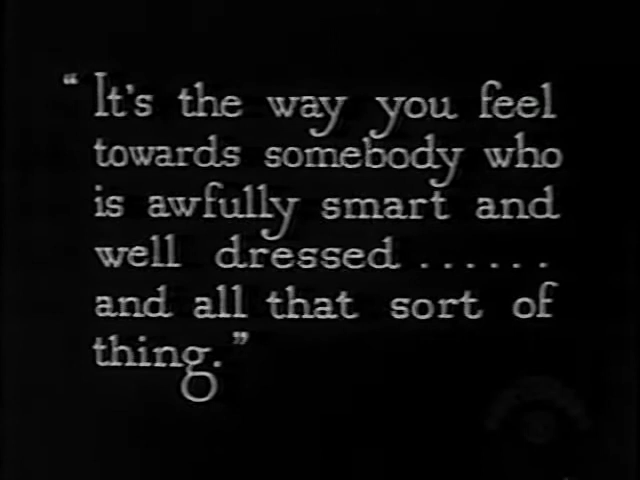 “It's the way you feel
towards somebody who
is awfully smart and
well dressed ......
and all that sort of
thing.”